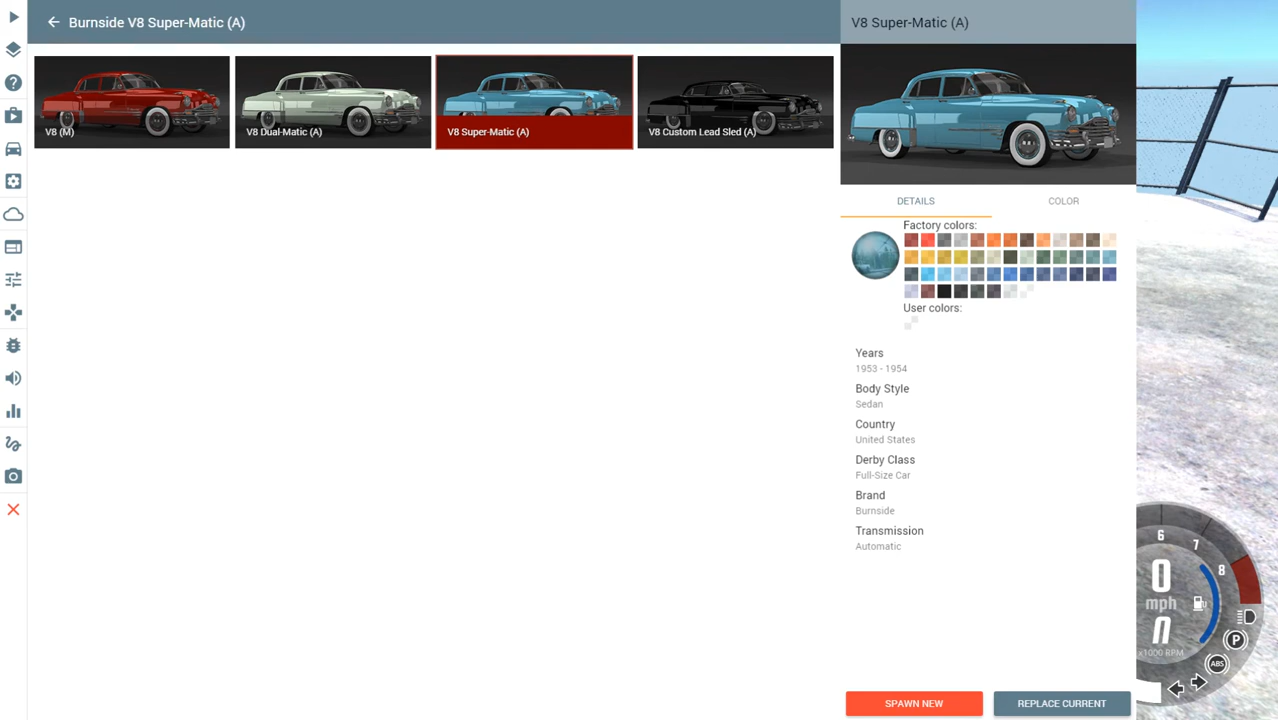 Burnside V8 Super-Matic (A)
V8 (M)
V8 Dual-Matic (A)
V8 Super-Matic (A)
V8 Custom Lead Sled (A)
V8 Super-Matic (A)
DETAILS
COLOR
Factory colors:
User colors:
Years
1953 - 1954
Body Style
Sedan
Country
United States
Derby Class
Full-Size Car
Brand
Burnside
Transmission
Automatic
SPAWN NEW
REPLACE CURRENT
6
7
8
0
mph
n
x1000 RPM
P
ABS